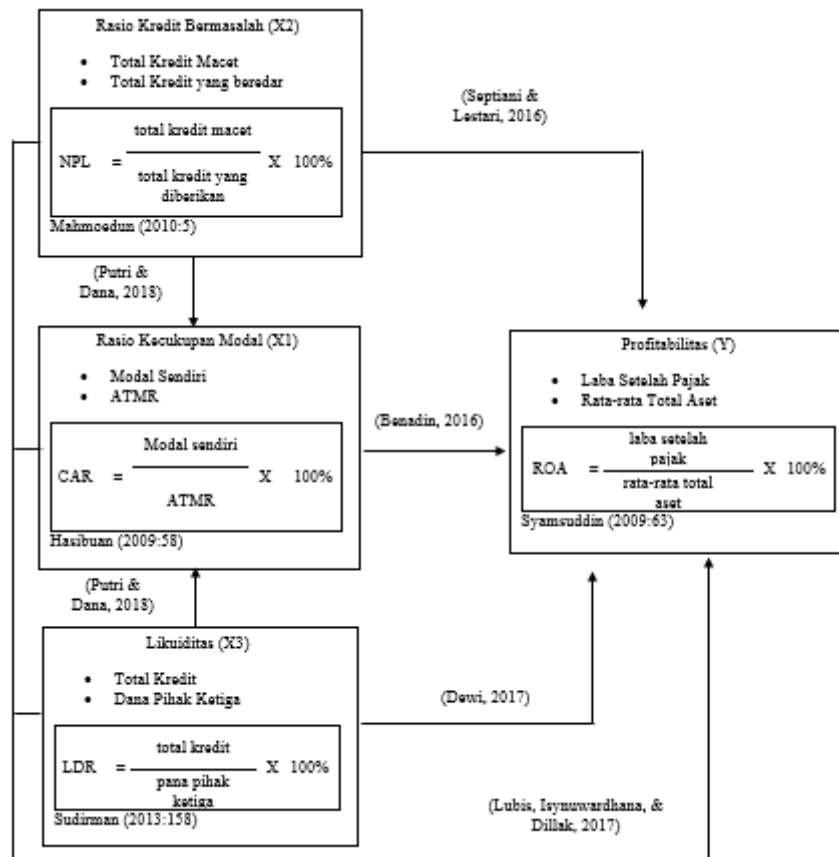 Rasio Kredit Bermasalah (X2)
• Total Kredit Macet
• Total Kredit yang beredar
total kredit macet
NPL = X 100%
total kredit yang
diberikan
Mahmoedun (2010:5)
(Septiani &
Lestari, 2016)
(Putri &
Dana, 2018)
Rasio Kecukupan Modal (X1)
• Modal Sendiri
• ATMR
Modal sendiri
CAR = X 100%
ATMR
Hasibuan (2009:58)
(Benadin, 2016)
Profitabilitas (Y)
• Laba Setelah Pajak
• Rata-rata Total Aset
laba setelah
pajak
ROA = X 100%
rata-rata total
aset
Syamsuddin (2009:63)
(Putri &
Dana, 2018)
Likuiditas (X3)
• Total Kredit
• Dana Pihak Ketiga
total kredit
LDR = X 100%
pana pihak
ketiga
Sudirman (2013:158)
(Dewi, 2017)
(Lubis, Isynuwardhana, &
Dillak, 2017)